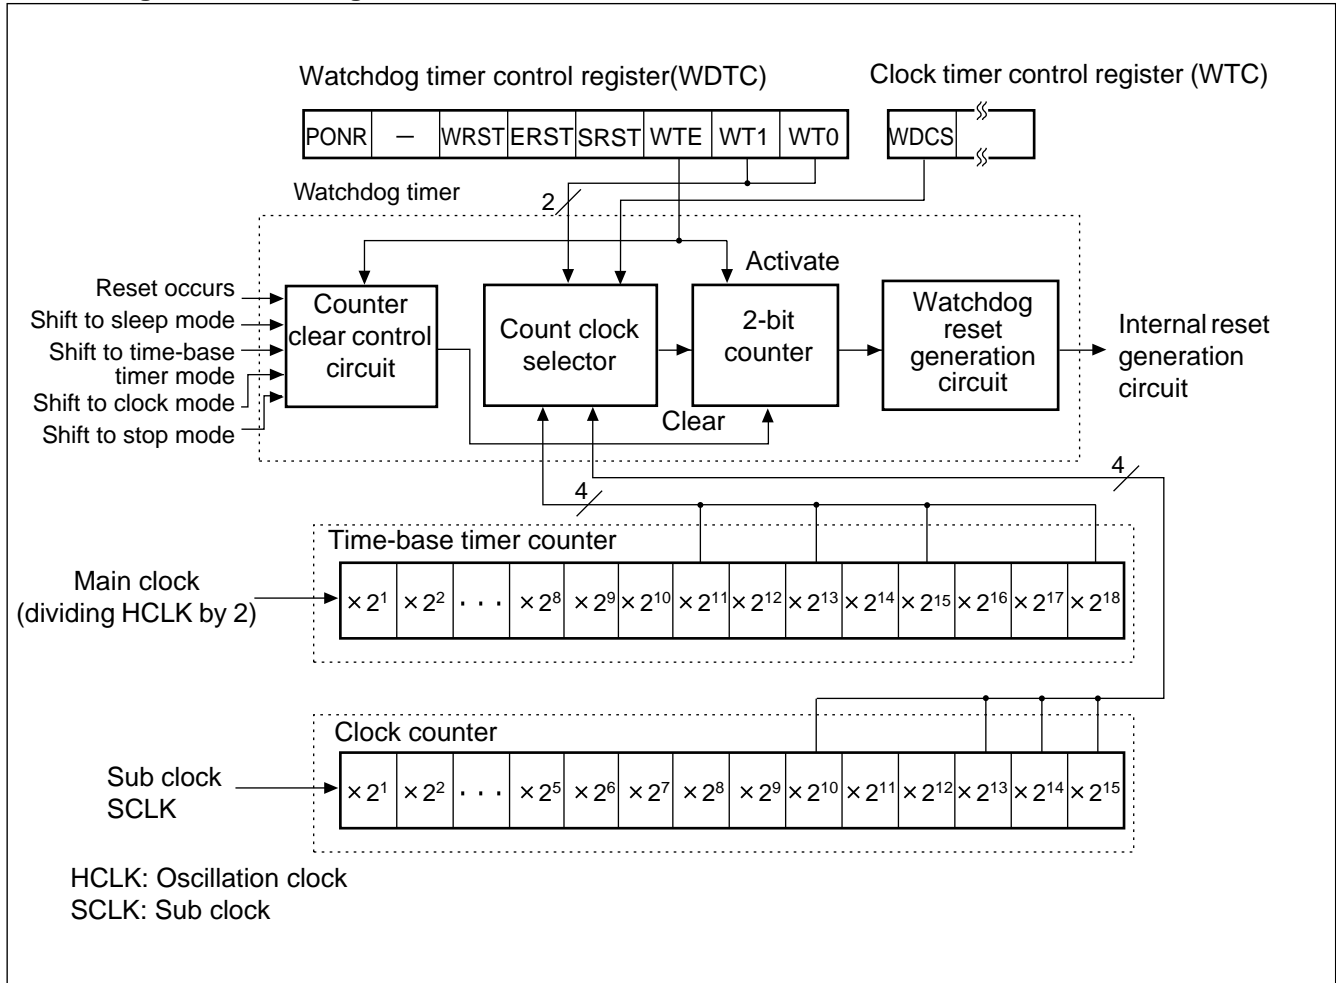 Watchdog timer control register(WDTC)
Clock timer control register (WTC)
PONR – WRST ERST SRST WTE WT1 WT0
WDCS
Watchdog timer
2
Activate
Reset occurs
Shift to sleep mode
Shift to time-base
timer mode
Shift to clock mode
Shift to stop mode
Counter
clear control
circuit
Count clock
selector
2-bit
counter
Watchdog
reset
generation
circuit
Internal reset
generation
circuit
Clear
4
4
Time-base timer counter
Main clock
(dividing HCLK by 2)
×2¹ ×2² · · · ×2⁸ ×2⁹ ×2¹⁰ ×2¹¹ ×2¹² ×2¹³ ×2¹⁴ ×2¹⁵ ×2¹⁶ ×2¹⁷ ×2¹⁸
Clock counter
Sub clock
SCLK
×2¹ ×2² · · · ×2⁵ ×2⁶ ×2⁷ ×2⁸ ×2⁹ ×2¹⁰ ×2¹¹ ×2¹² ×2¹³ ×2¹⁴ ×2¹⁵
HCLK: Oscillation clock
SCLK: Sub clock